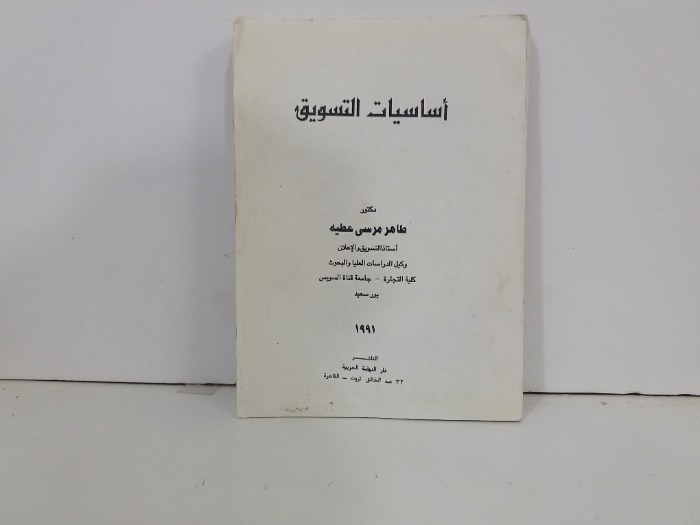 أساسيات التسويق
دكتور
طاهر مرسى عطيه
أستاذ التسويق والإعلان
وكيل الدراسات العليا والبحوث
كلية التجارة - جامعة قناة السويس
بور سعيد
١٩٩١
الناشر
دار النهضة العربية
٣٢ عبد الخالق ثروت - القاهرة